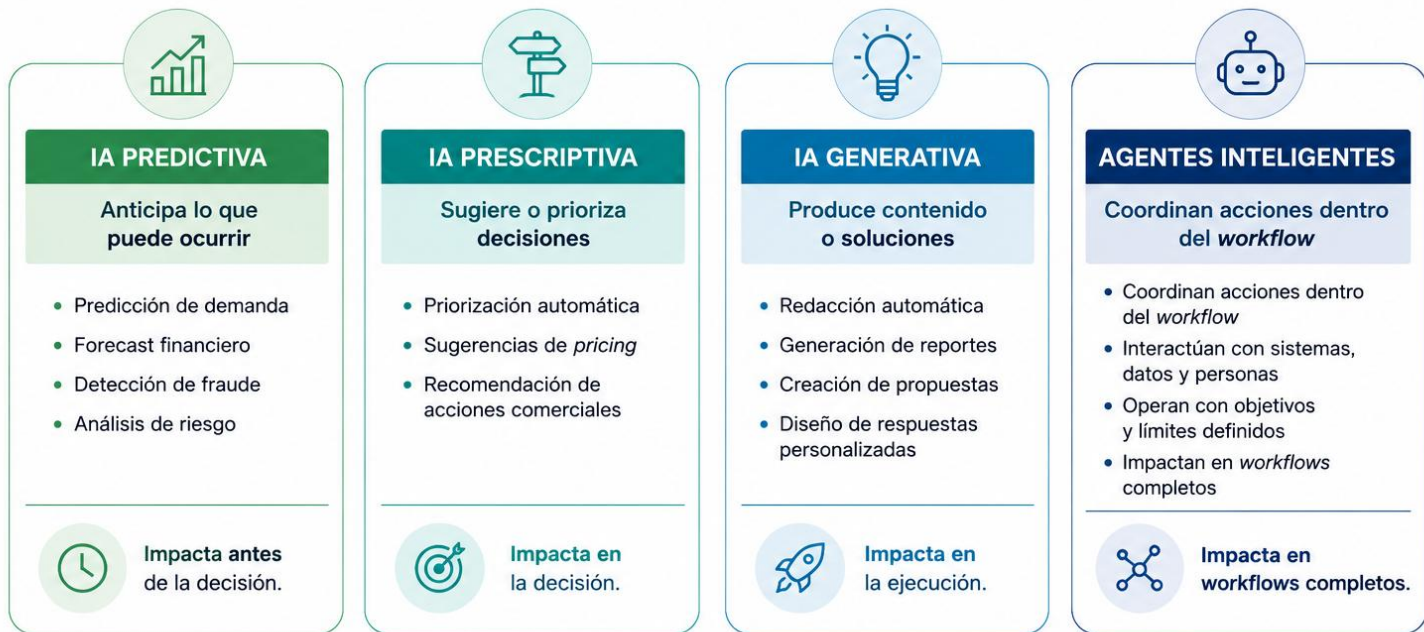 IA PREDICTIVA
Anticipa lo que
puede ocurrir
• Predicción de demanda
• Forecast financiero
• Detección de fraude
• Análisis de riesgo
Impacta antes
de la decisión.
IA PRESCRIPTIVA
Sugiere o prioriza
decisiones
• Priorización automática
• Sugerencias de pricing
• Recomendación de
acciones comerciales
Impacta en
la decisión.
IA GENERATIVA
Produce contenido
o soluciones
• Redacción automática
• Generación de reportes
• Creación de propuestas
• Diseño de respuestas
personalizadas
Impacta en
la ejecución.
AGENTES INTELIGENTES
Coordinan acciones dentro
del workflow
• Coordinan acciones dentro
del workflow
• Interactúan con sistemas,
datos y personas
• Operan con objetivos
y límites definidos
• Impactan en workflows
completos
Impacta en
workflows completos.